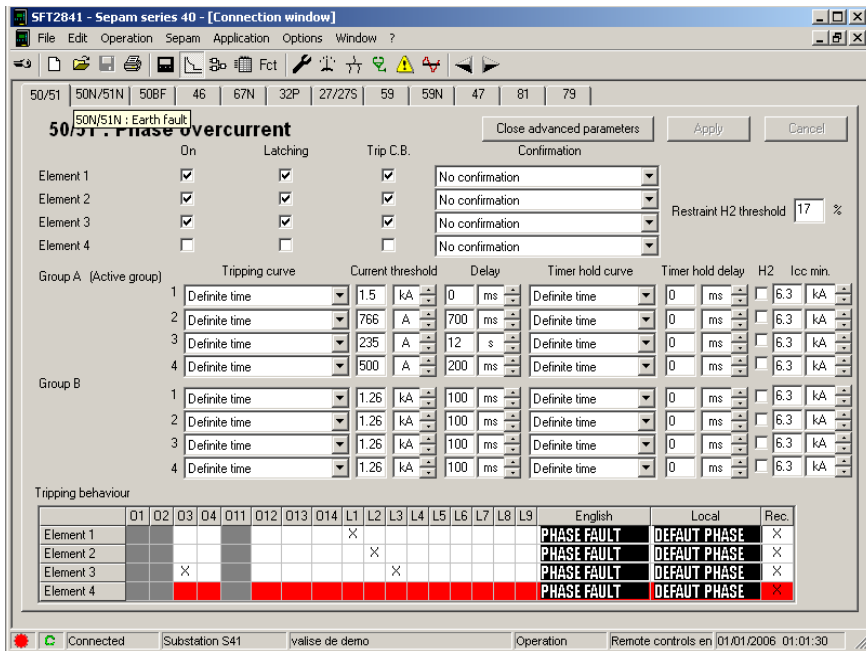 SFT2841 - Sepam series 40 - [Connection window]
File Edit Operation Sepam Application Options Window ?
Fct
50/51 50N/51N 50BF 46 67N 32P 27/27S 59 59N 47 81 79
50N/51N : Earth fault
50/51 : Phase overcurrent Close advanced parameters Apply Cancel
On Latching Trip C.B. Confirmation
Element 1 No confirmation
Element 2 No confirmation
Restraint H2 threshold 17 %
Element 3 No confirmation
Element 4 No confirmation
Group A (Active group) Tripping curve Current threshold Delay Timer hold curve Timer hold delay H2 Icc min.
1 Definite time 1.5 kA 0 ms Definite time 0 ms 6.3 kA
2 Definite time 766 A 700 ms Definite time 0 ms 6.3 kA
3 Definite time 235 A 12 s Definite time 0 ms 6.3 kA
4 Definite time 500 A 200 ms Definite time 0 ms 6.3 kA
Group B
1 Definite time 1.26 kA 100 ms Definite time 0 ms 6.3 kA
2 Definite time 1.26 kA 100 ms Definite time 0 ms 6.3 kA
3 Definite time 1.26 kA 100 ms Definite time 0 ms 6.3 kA
4 Definite time 1.26 kA 100 ms Definite time 0 ms 6.3 kA
Tripping behaviour
O1 O2 O3 O4 O11 O12 O13 O14 L1 L2 L3 L4 L5 L6 L7 L8 L9 English Local Rec.
Element 1 X PHASE FAULT DEFAUT PHASE X
Element 2 X PHASE FAULT DEFAUT PHASE X
Element 3 X X PHASE FAULT DEFAUT PHASE X
Element 4 PHASE FAULT DEFAUT PHASE X
Connected Substation S41 valise de demo Operation Remote controls en 01/01/2006 01:01:30